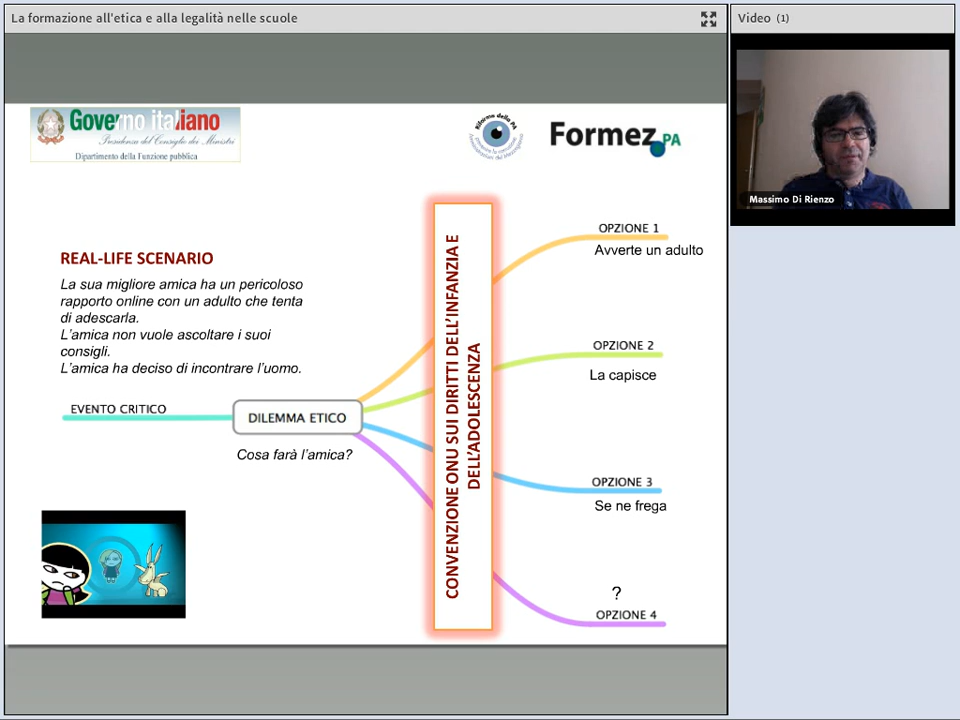 La formazione all'etica e alla legalità nelle scuole
Video (1)
Governo italiano
Presidenza del Consiglio dei Ministri
Dipartimento della Funzione pubblica
Riforme della PA
Formez PA
Massimo Di Rienzo
REAL-LIFE SCENARIO
La sua migliore amica ha un pericoloso
rapporto online con un adulto che tenta
di adescarla.
L'amica non vuole ascoltare i suoi
consigli.
L'amica ha deciso di incontrare l'uomo.
EVENTO CRITICO
DILEMMA ETICO
Cosa farà l'amica?
CONVENZIONE ONU SUI DIRITTI DELL'INFANZIA E
DELL'ADOLESCENZA
OPZIONE 1
Avverte un adulto
OPZIONE 2
La capisce
OPZIONE 3
Se ne frega
?
OPZIONE 4